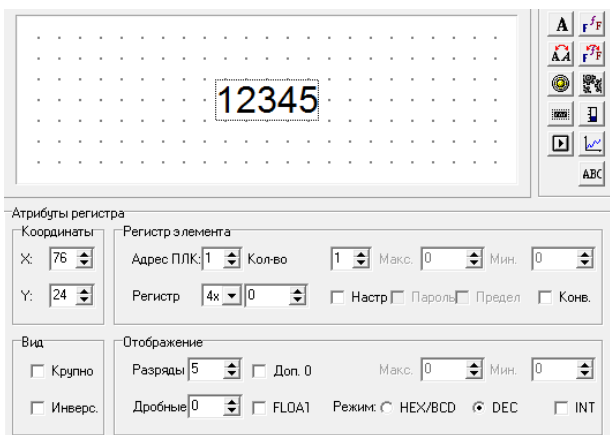 A F f F
12345
A A F f F
ABC
Атрибуты регистра
Координаты
X: 76
Y: 24
Регистр элемента
Адрес ПЛК: 1 Кол-во 1 Макс. 0 Мин. 0
Регистр 4x 0 Настр Пароль Предел Конв.
Вид
Крупно
Инверс.
Отображение
Разряды 5 Доп. 0 Макс. 0 Мин. 0
Дробные 0 FLOAT Режим: HEX/BCD DEC INT